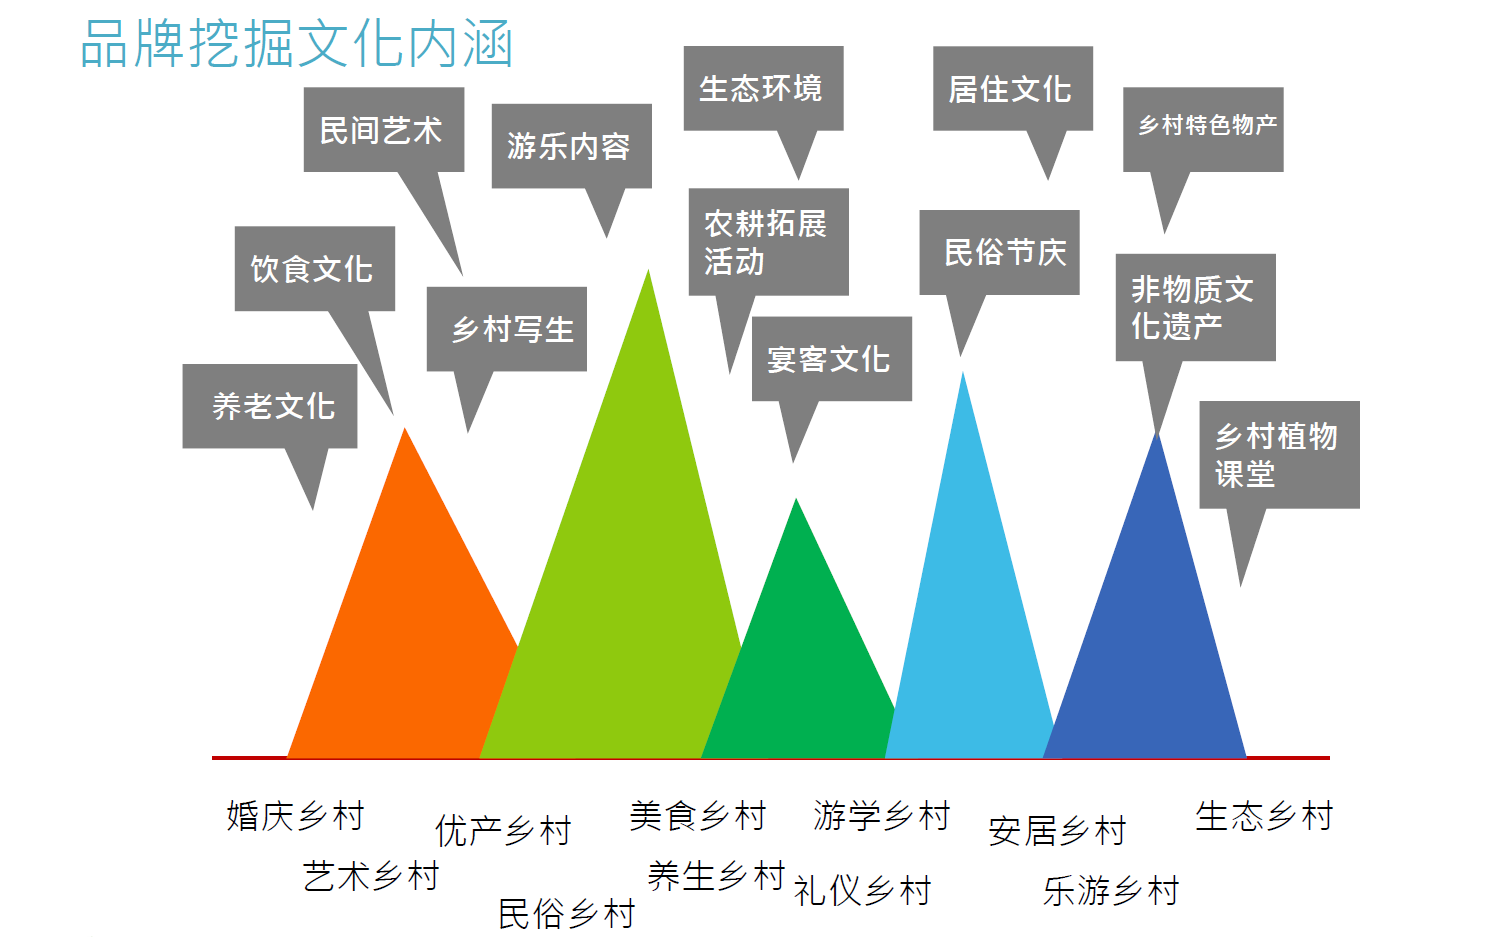 品牌挖掘文化内涵
民间艺术
游乐内容
生态环境
居住文化
乡村特色物产
饮食文化
乡村写生
农耕拓展
活动
民俗节庆
非物质文
化遗产
养老文化
宴客文化
乡村植物
课堂
婚庆乡村
优产乡村
美食乡村
游学乡村
安居乡村
生态乡村
艺术乡村
民俗乡村
养生乡村
礼仪乡村
乐游乡村